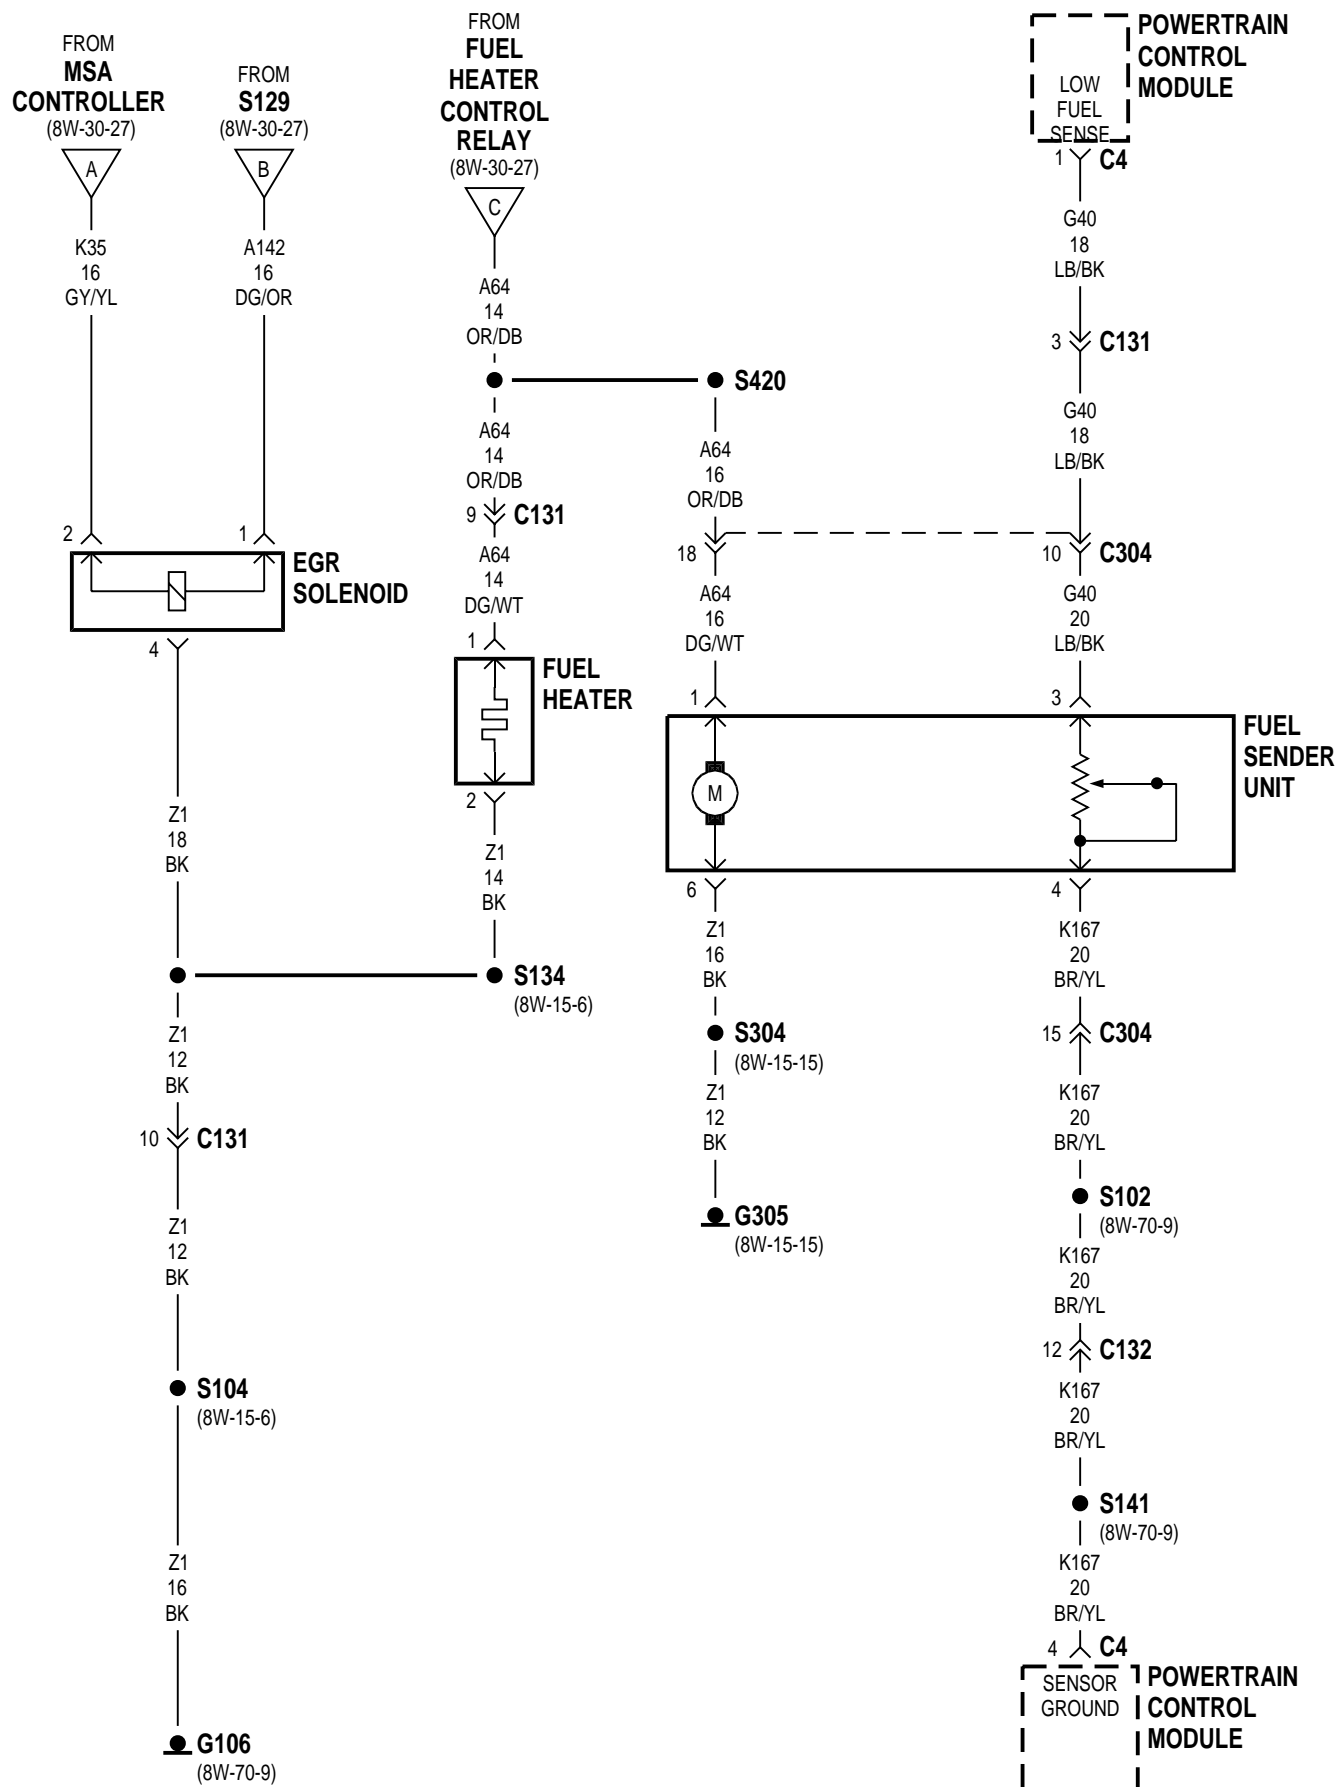 FROM
MSA
CONTROLLER
(8W-30-27)
A
K35
16
GY/YL
2
FROM
S129
(8W-30-27)
B
A142
16
DG/OR
1
EGR
SOLENOID
4
Z1
18
BK
Z1
12
BK
10
C131
Z1
12
BK
S104
(8W-15-6)
Z1
16
BK
G106
(8W-70-9)
FROM
FUEL
HEATER
CONTROL
RELAY
(8W-30-27)
C
A64
14
OR/DB
A64
14
OR/DB
9
C131
A64
14
DG/WT
1
FUEL
HEATER
2
Z1
14
BK
S134
(8W-15-6)
S420
A64
16
OR/DB
18
A64
16
DG/WT
1
M
6
Z1
16
BK
S304
(8W-15-15)
Z1
12
BK
G305
(8W-15-15)
POWERTRAIN
CONTROL
MODULE
LOW
FUEL
SENSE
1
C4
G40
18
LB/BK
3
C131
G40
18
LB/BK
10
C304
G40
20
LB/BK
3
FUEL
SENDER
UNIT
4
K167
20
BR/YL
15
C304
K167
20
BR/YL
S102
(8W-70-9)
K167
20
BR/YL
12
C132
K167
20
BR/YL
S141
(8W-70-9)
K167
20
BR/YL
4
C4
SENSOR
GROUND
POWERTRAIN
CONTROL
MODULE